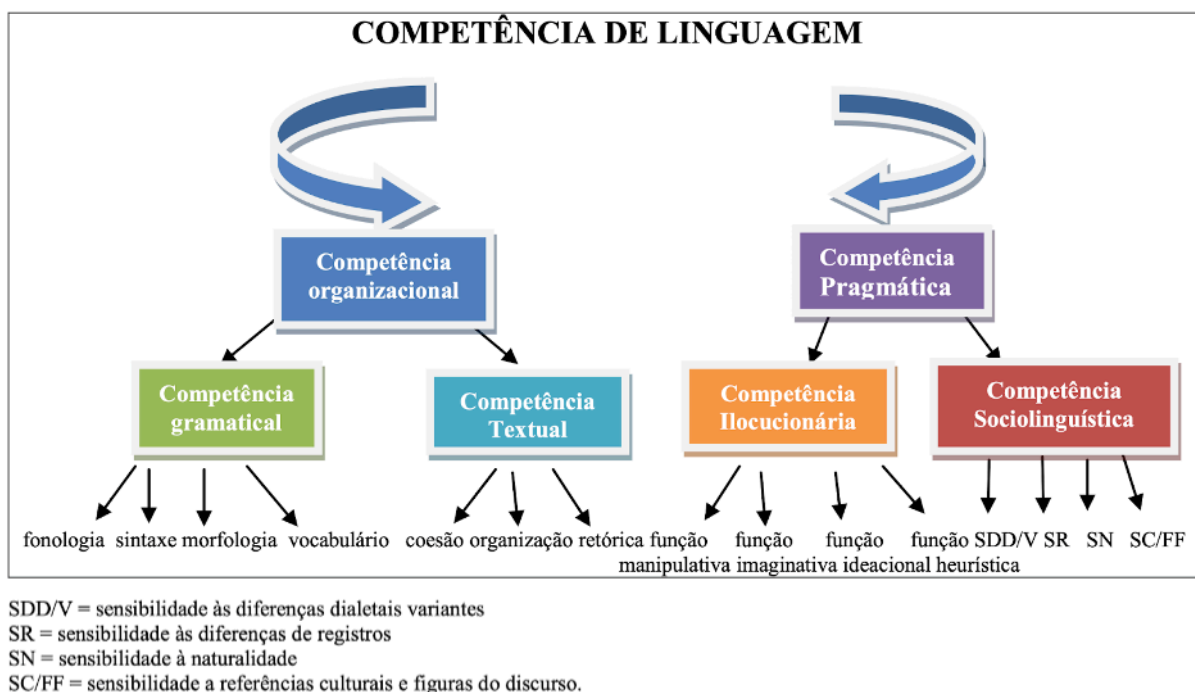 COMPETÊNCIA DE LINGUAGEM
Competência
organizacional
Competência
Pragmática
Competência
gramatical
Competência
Textual
Competência
Ilocucionária
Competência
Sociolinguística
fonologia sintaxe morfologia vocabulário coesão organização retórica função função função função SDD/V SR SN SC/FF
manipulativa imaginativa ideacional heurística
SDD/V = sensibilidade às diferenças dialetais variantes
SR = sensibilidade às diferenças de registros
SN = sensibilidade à naturalidade
SC/FF = sensibilidade a referências culturais e figuras do discurso.